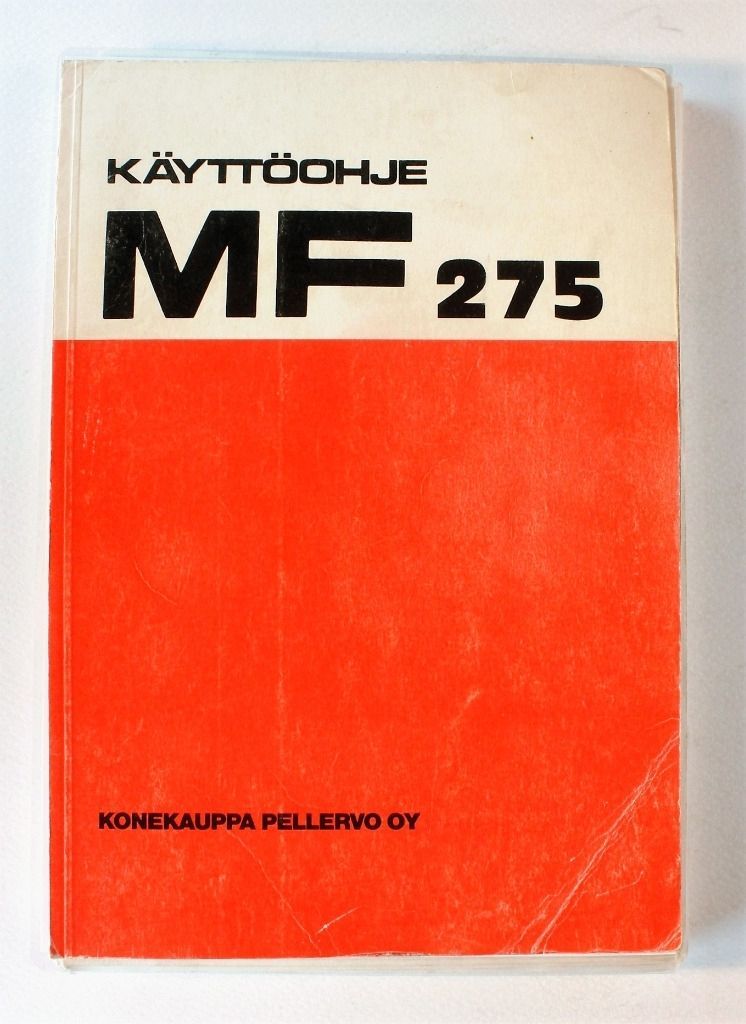 KÄYTTÖOHJE
MF 275
KONEKAUPPA PELLERVO OY